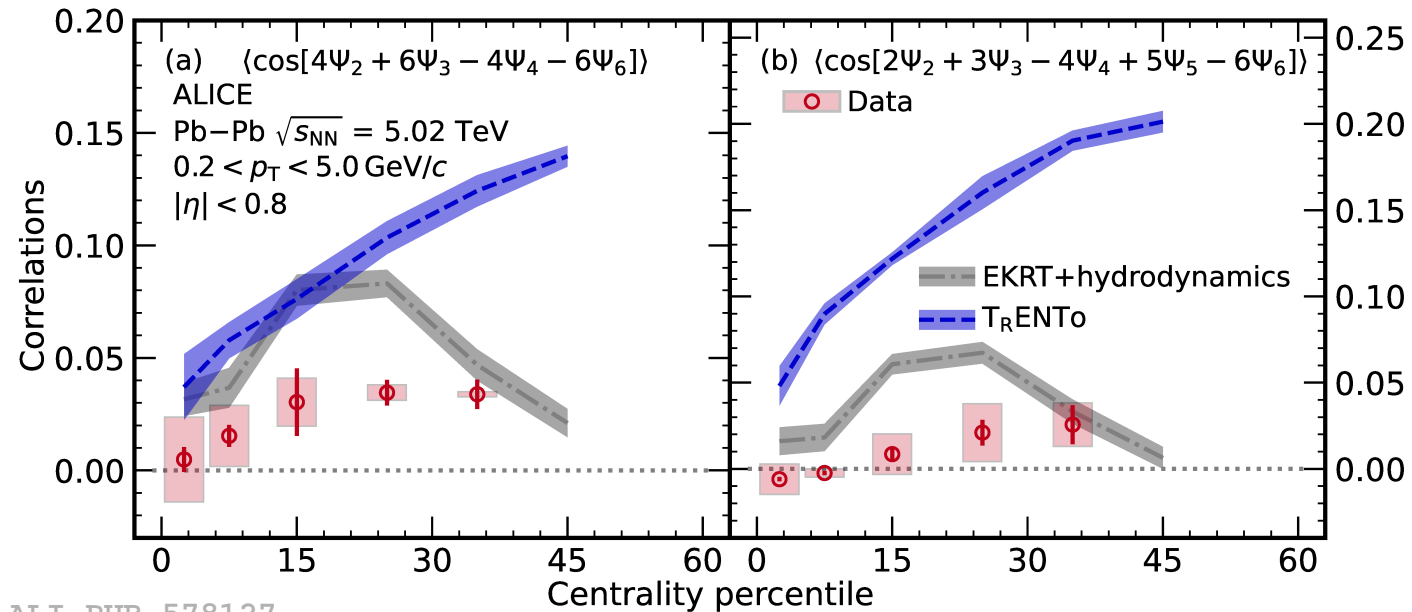 (a) ⟨cos[4Ψ₂ + 6Ψ₃ − 4Ψ₄ − 6Ψ₆]⟩
ALICE
Pb−Pb √s_NN = 5.02 TeV
0.2 < p_T < 5.0 GeV/c
|η| < 0.8
Correlations
0.20
0.15
0.10
0.05
0.00
0 15 30 45 60
(b) ⟨cos[2Ψ₂ + 3Ψ₃ − 4Ψ₄ + 5Ψ₅ − 6Ψ₆]⟩
Data
EKRT+hydrodynamics
T_RENTo
0.25
0.20
0.15
0.10
0.05
0.00
0 15 30 45 60
Centrality percentile